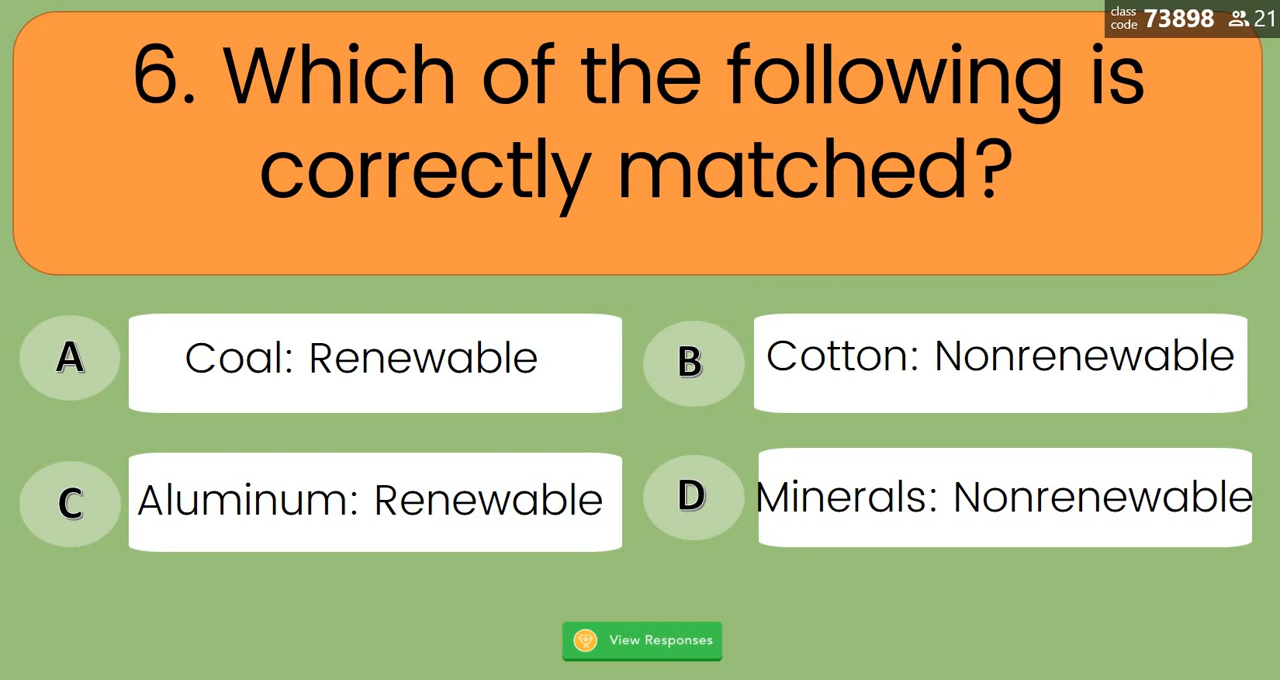 class code 73898 21
6. Which of the following is
correctly matched?
A Coal: Renewable
B Cotton: Nonrenewable
C Aluminum: Renewable
D Minerals: Nonrenewable
View Responses